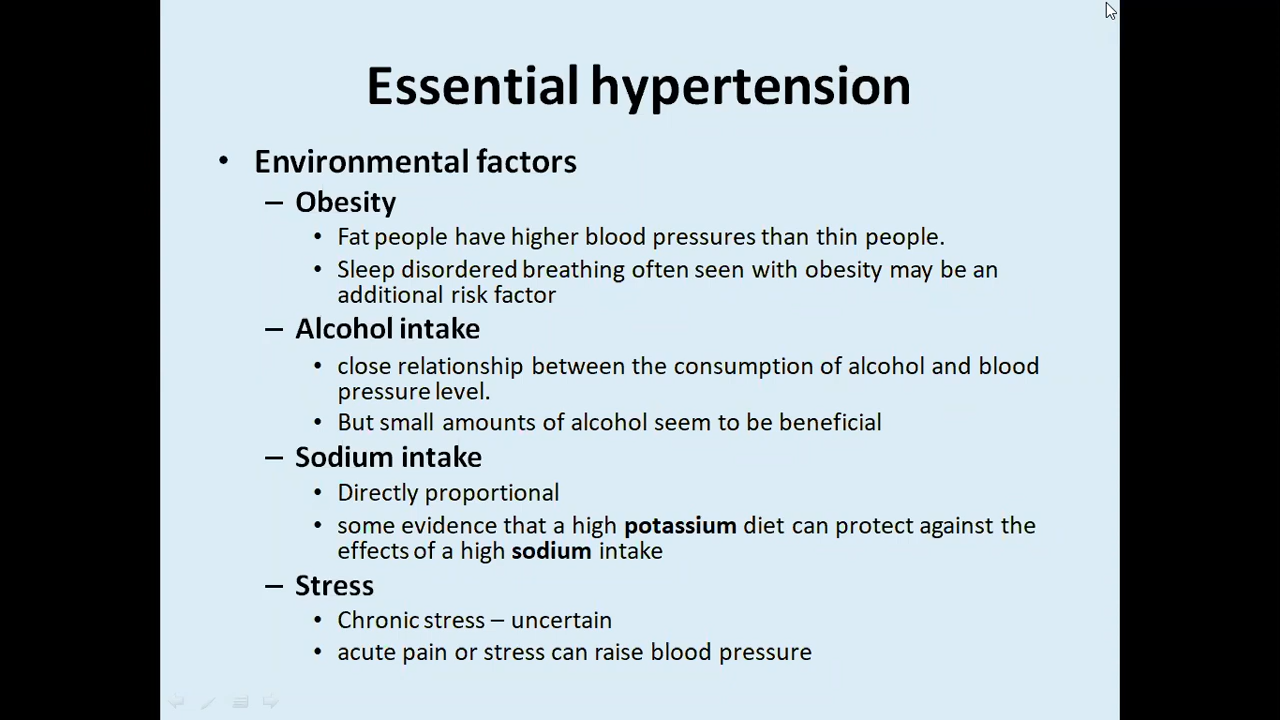 Essential hypertension
• Environmental factors
– Obesity
• Fat people have higher blood pressures than thin people.
• Sleep disordered breathing often seen with obesity may be an
additional risk factor
– Alcohol intake
• close relationship between the consumption of alcohol and blood
pressure level.
• But small amounts of alcohol seem to be beneficial
– Sodium intake
• Directly proportional
• some evidence that a high potassium diet can protect against the
effects of a high sodium intake
– Stress
• Chronic stress – uncertain
• acute pain or stress can raise blood pressure